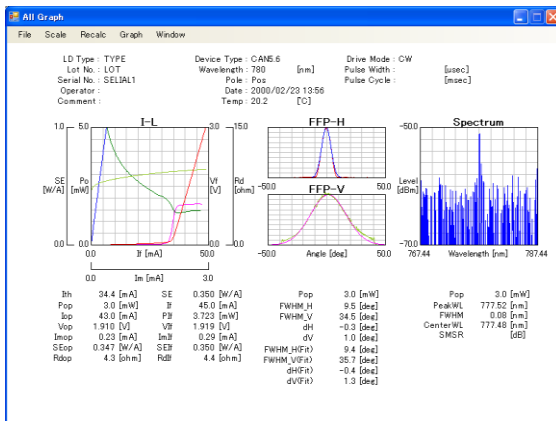 All Graph
File Scale Recalc Graph Window
LD Type : TYPE Device Type : CAN5.6 Drive Mode : CW
Lot No. : LOT Wavelength : 780 [nm] Pulse Width : [µsec]
Serial No. : SELIAL1 Pole : Pos Pulse Cycle : [msec]
Operator : Date : 2000/02/23 13:56
Comment : Temp : 20.2 [°C]
I-L FFP-H Spectrum
1.0 5.0 3.0 15.0 -50.0
SE Po Vf Rd
[W/A] [mW] [V] [ohm]
-50.0 50.0
FFP-V
Level
[dBm]
0.0 0.0 0.0 0.0 -70.0
0.0 If [mA] 50.0 -50.0 Angle [deg] 50.0 767.44 Wavelength [nm] 787.44
0.0 Im [mA] 3.0
Ith 34.4 [mA] SE 0.350 [W/A] Pop 3.0 [mW] Pop 3.0 [mW]
Pop 3.0 [mW] If 45.0 [mA] FWHM_H 9.5 [deg] PeakWL 777.52 [nm]
Iop 43.0 [mA] PIf 3.723 [mW] FWHM_V 34.5 [deg] FWHM 0.08 [nm]
Vop 1.910 [V] VIf 1.919 [V] dH -0.3 [deg] CenterWL 777.48 [nm]
Imop 0.23 [mA] ImIf 0.29 [mA] dV 1.0 [deg] SMSR [dB]
SEop 0.347 [W/A] SEIf 0.350 [W/A] FWHM_H(Fit) 9.4 [deg]
Rdop 4.3 [ohm] RdIf 4.4 [ohm] FWHM_V(Fit) 35.7 [deg]
dH(Fit) -0.4 [deg]
dV(Fit) 1.3 [deg]